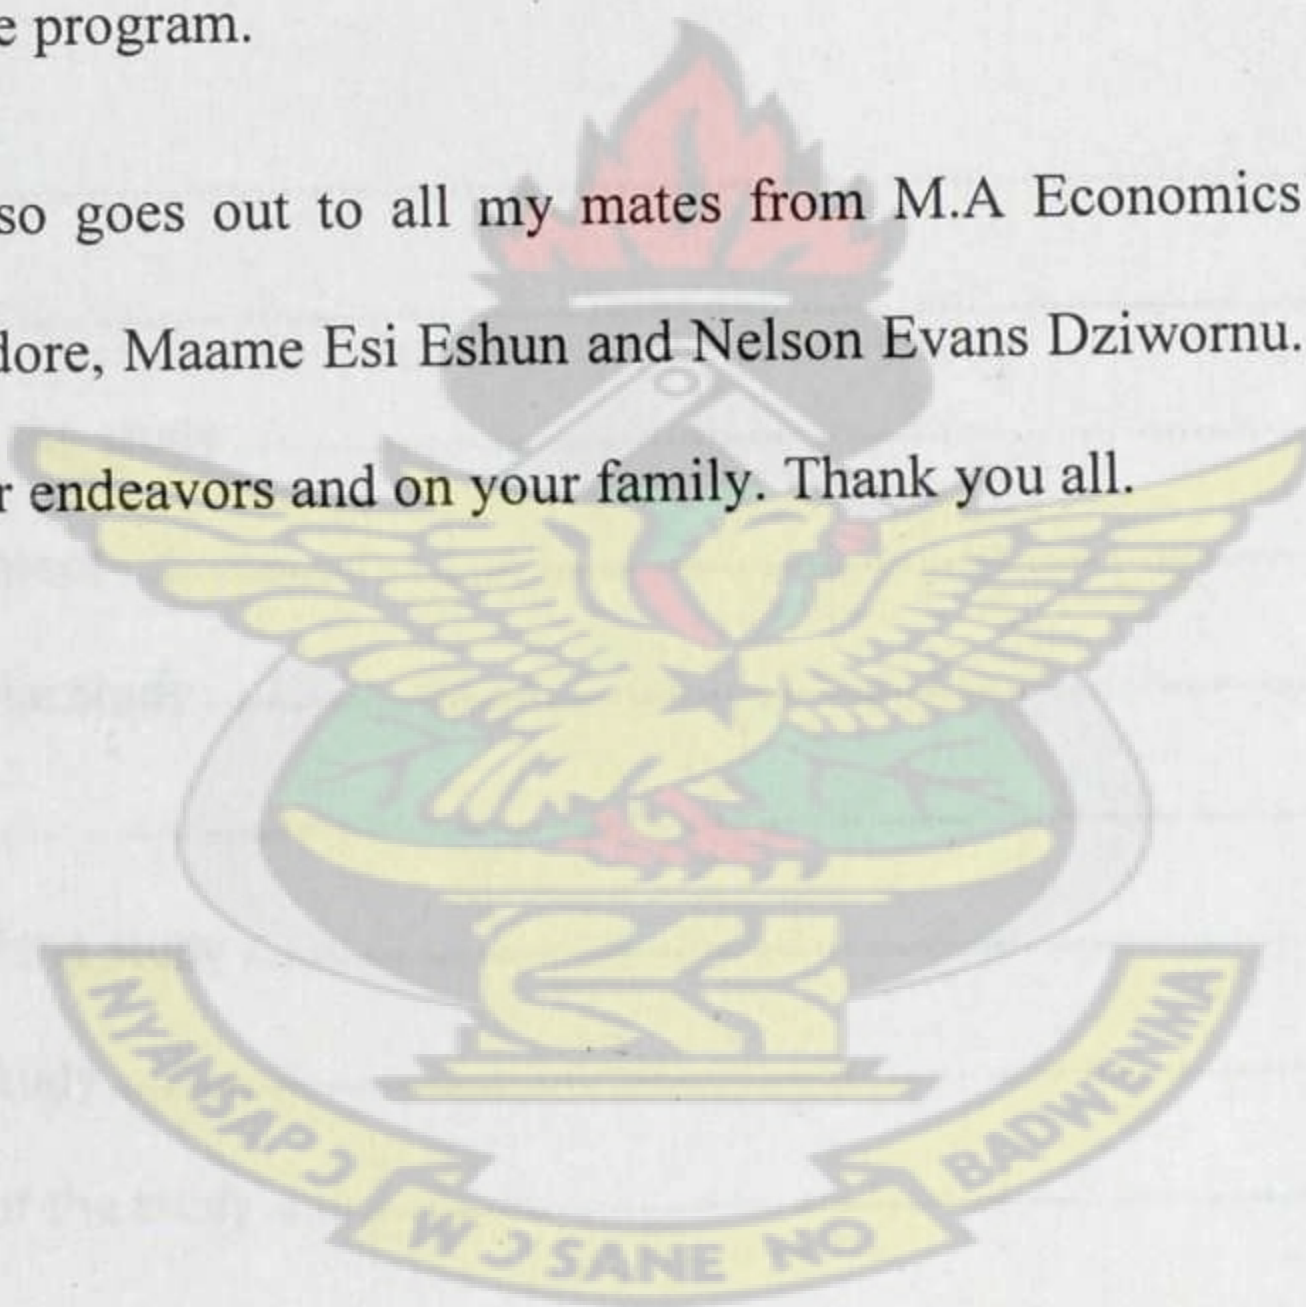 e program.
so goes out to all my mates from M.A Economics
dore, Maame Esi Eshun and Nelson Evans Dziwornu.
r endeavors and on your family. Thank you all.
NYANSAPƆ
WƆSANE NO
BADWENMA